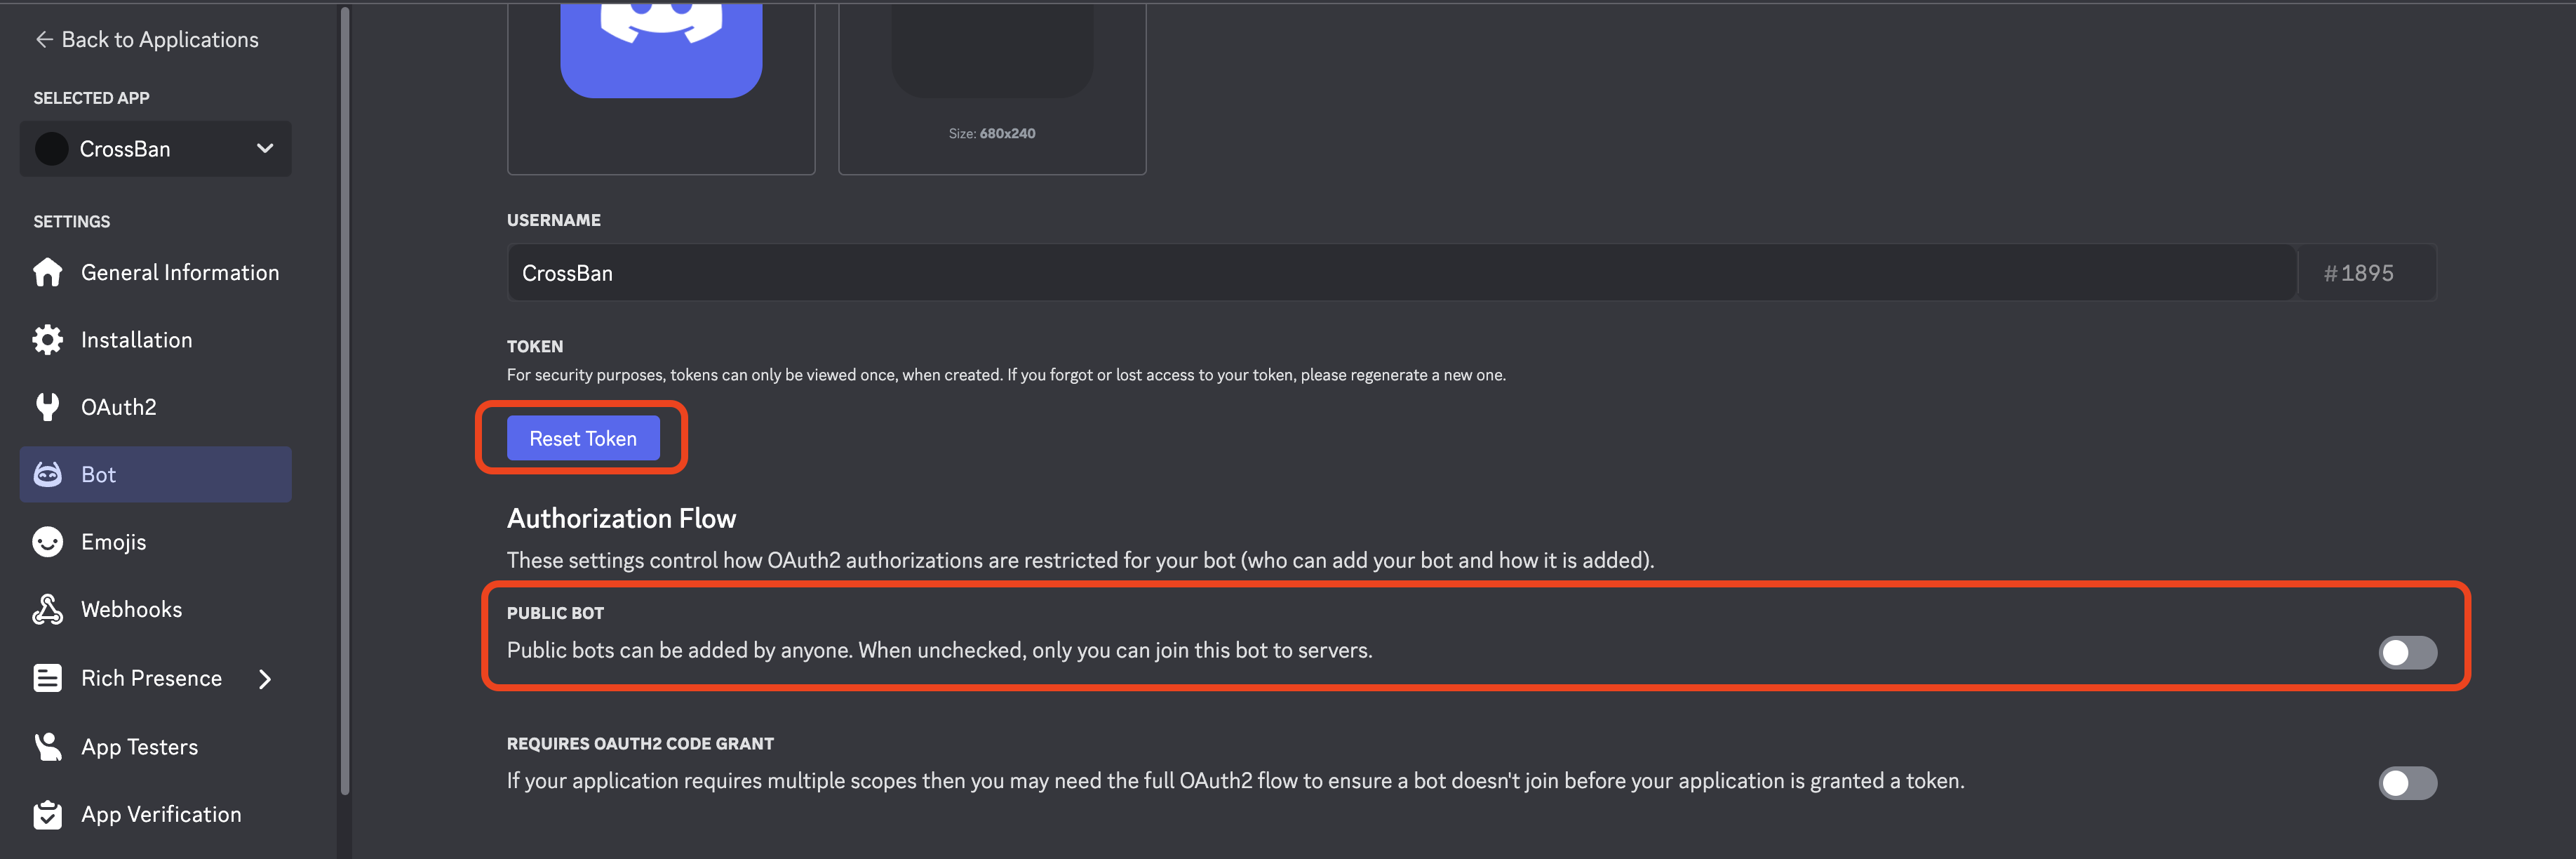 Back to Applications
SELECTED APP
CrossBan
SETTINGS
General Information
Installation
OAuth2
Bot
Emojis
Webhooks
Rich Presence
App Testers
App Verification
Size: 680x240
USERNAME
CrossBan
#1895
TOKEN
For security purposes, tokens can only be viewed once, when created. If you forgot or lost access to your token, please regenerate a new one.
Reset Token
Authorization Flow
These settings control how OAuth2 authorizations are restricted for your bot (who can add your bot and how it is added).
PUBLIC BOT
Public bots can be added by anyone. When unchecked, only you can join this bot to servers.
REQUIRES OAUTH2 CODE GRANT
If your application requires multiple scopes then you may need the full OAuth2 flow to ensure a bot doesn't join before your application is granted a token.